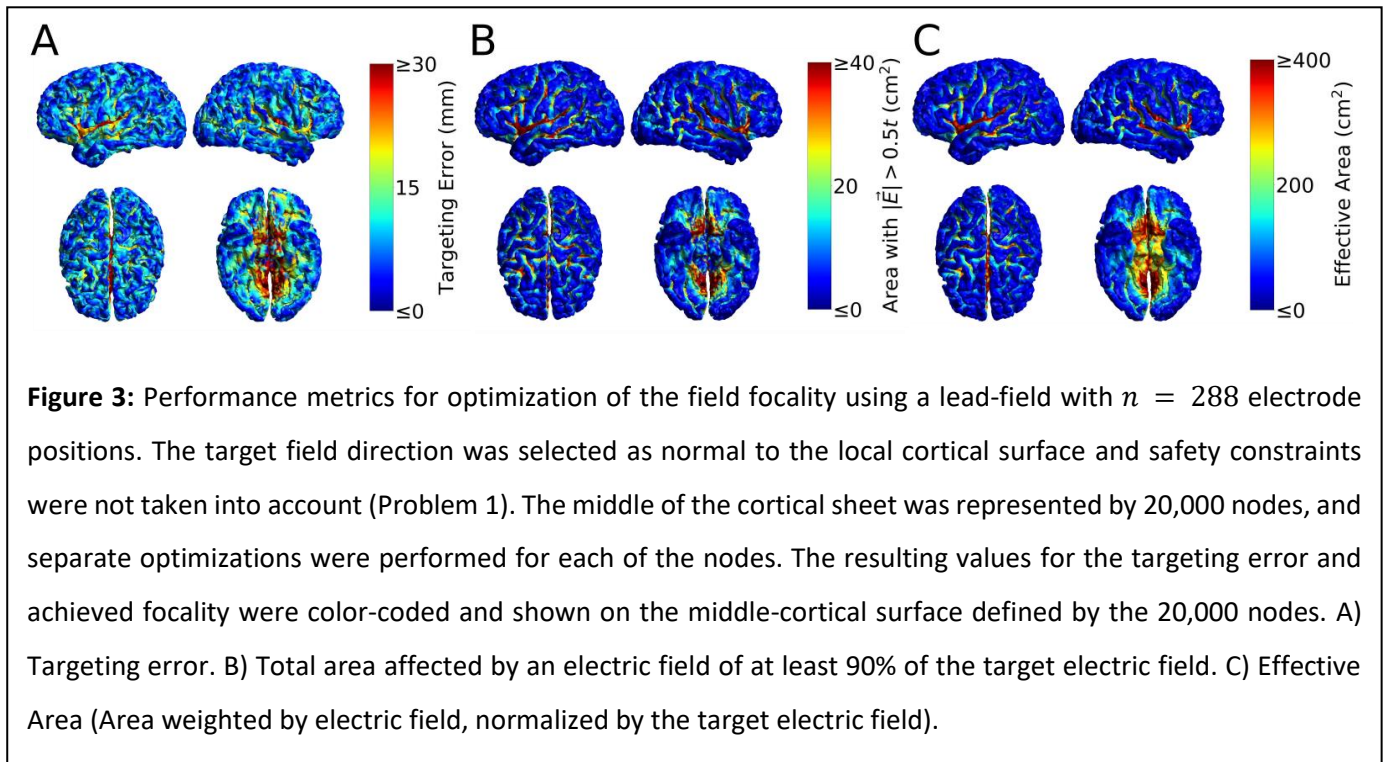 A
B
C
≥30
15
≤0
Targeting Error (mm)
≥40
20
≤0
Area with |E⃗| > 0.5t (cm²)
≥400
200
≤0
Effective Area (cm²)
Figure 3: Performance metrics for optimization of the field focality using a lead-field with n = 288 electrode
positions. The target field direction was selected as normal to the local cortical surface and safety constraints
were not taken into account (Problem 1). The middle of the cortical sheet was represented by 20,000 nodes, and
separate optimizations were performed for each of the nodes. The resulting values for the targeting error and
achieved focality were color-coded and shown on the middle-cortical surface defined by the 20,000 nodes. A)
Targeting error. B) Total area affected by an electric field of at least 90% of the target electric field. C) Effective
Area (Area weighted by electric field, normalized by the target electric field).